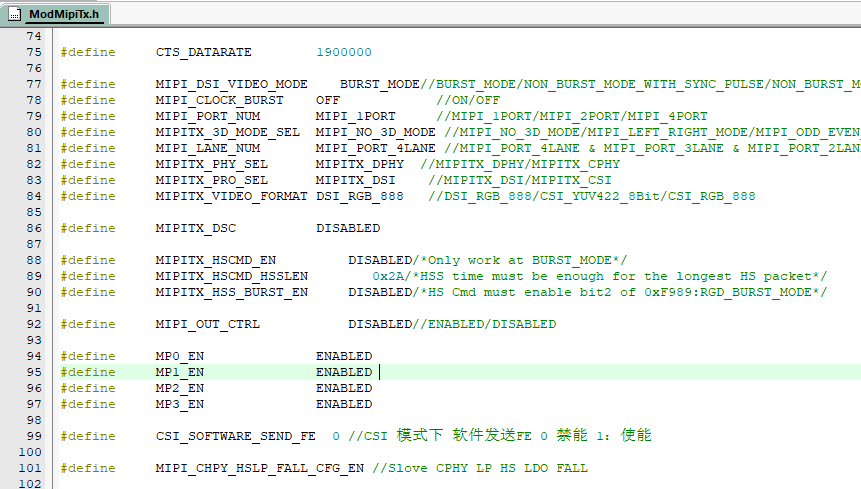 ModMipiTx.h
74
75 #define CTS_DATARATE 1900000
76
77 #define MIPI_DSI_VIDEO_MODE BURST_MODE//BURST_MODE/NON_BURST_MODE_WITH_SYNC_PULSE/NON_BURST_M
78 #define MIPI_CLOCK_BURST OFF //ON/OFF
79 #define MIPI_PORT_NUM MIPI_1PORT //MIPI_1PORT/MIPI_2PORT/MIPI_4PORT
80 #define MIPITX_3D_MODE_SEL MIPI_NO_3D_MODE //MIPI_NO_3D_MODE/MIPI_LEFT_RIGHT_MODE/MIPI_ODD_EVEN_
81 #define MIPI_LANE_NUM MIPI_PORT_4LANE //MIPI_PORT_4LANE & MIPI_PORT_3LANE & MIPI_PORT_2LAN
82 #define MIPITX_PHY_SEL MIPITX_DPHY //MIPITX_DPHY/MIPITX_CPHY
83 #define MIPITX_PRO_SEL MIPITX_DSI //MIPITX_DSI/MIPITX_CSI
84 #define MIPITX_VIDEO_FORMAT DSI_RGB_888 //DSI_RGB_888/CSI_YUV422_8Bit/CSI_RGB_888
85
86 #define MIPITX_DSC DISABLED
87
88 #define MIPITX_HSCMD_EN DISABLED/*Only work at BURST_MODE*/
89 #define MIPITX_HSCMD_HSSLEN 0x2A/*HSS time must be enough for the longest HS packet*/
90 #define MIPITX_HSS_BURST_EN DISABLED/*HS Cmd must enable bit2 of 0xF989:RGD_BURST_MODE*/
91
92 #define MIPI_OUT_CTRL DISABLED//ENABLED/DISABLED
93
94 #define MP0_EN ENABLED
95 #define MP1_EN ENABLED
96 #define MP2_EN ENABLED
97 #define MP3_EN ENABLED
98
99 #define CSI_SOFTWARE_SEND_FE 0 //CSI 模式下 软件发送FE 0 禁能 1：使能
100
101 #define MIPI_CHPY_HSLP_FALL_CFG_EN //Slove CPHY LP HS LDO FALL
102